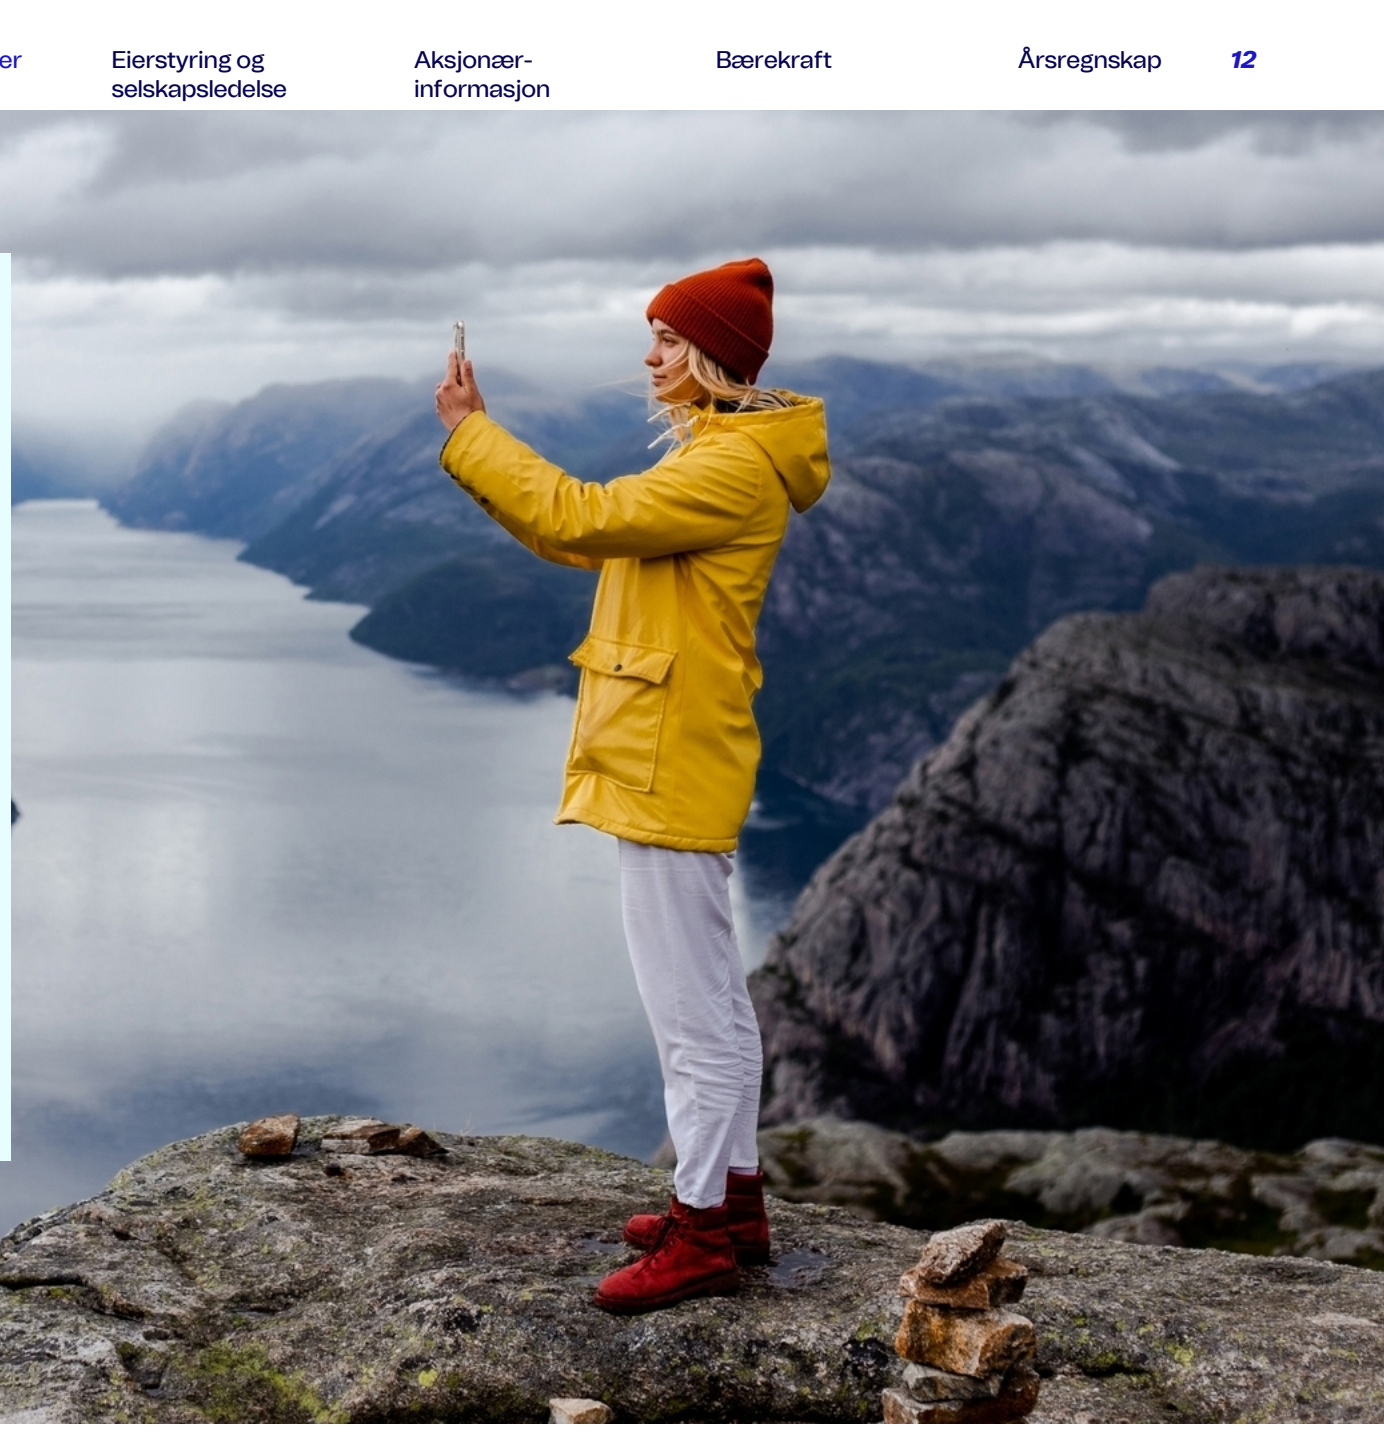 er
Eierstyring og
selskapsledelse
Aksjonær-
informasjon
Bærekraft
Årsregnskap
12